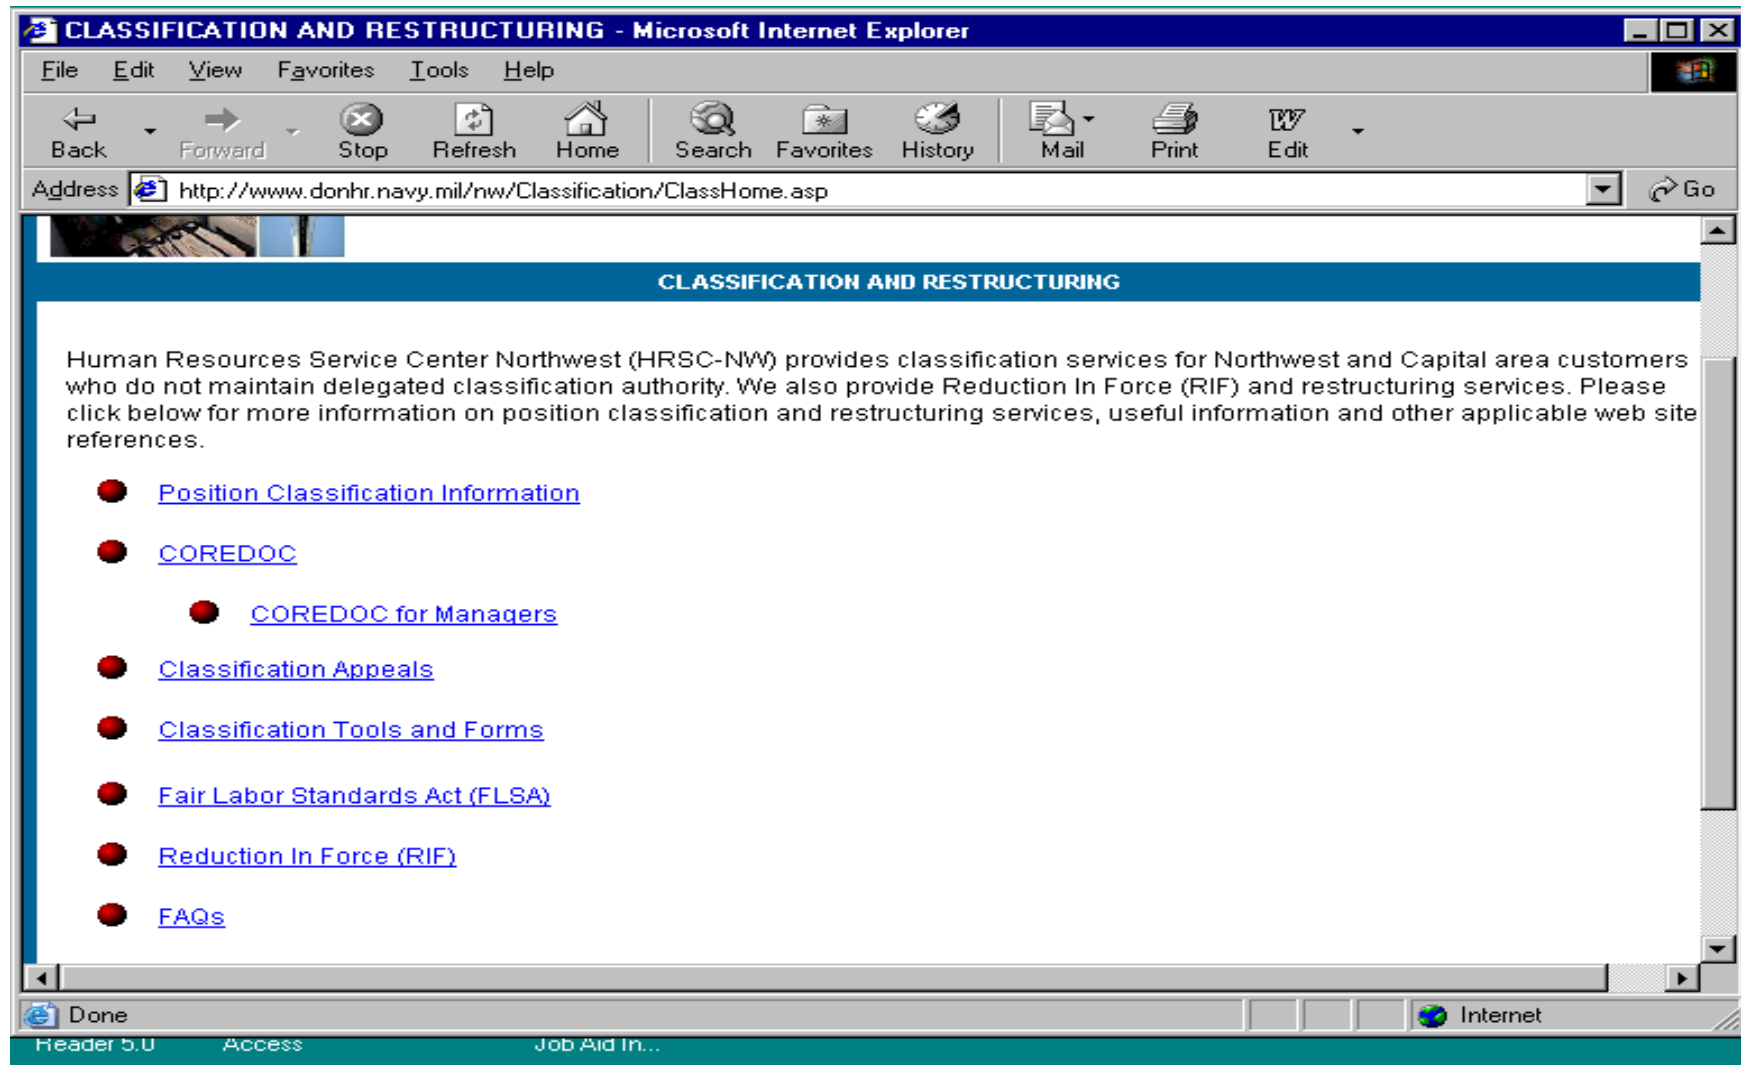 CLASSIFICATION AND RESTRUCTURING - Microsoft Internet Explorer
File Edit View Favorites Tools Help
Back Forward Stop Refresh Home Search Favorites History Mail Print Edit
Address http://www.donhr.navy.mil/nw/Classification/ClassHome.asp Go
CLASSIFICATION AND RESTRUCTURING
Human Resources Service Center Northwest (HRSC-NW) provides classification services for Northwest and Capital area customers
who do not maintain delegated classification authority. We also provide Reduction In Force (RIF) and restructuring services. Please
click below for more information on position classification and restructuring services, useful information and other applicable web site
references.
Position Classification Information
COREDOC
COREDOC for Managers
Classification Appeals
Classification Tools and Forms
Fair Labor Standards Act (FLSA)
Reduction In Force (RIF)
FAQs
Done Internet
Reader 5.0 Access Job Aid In...